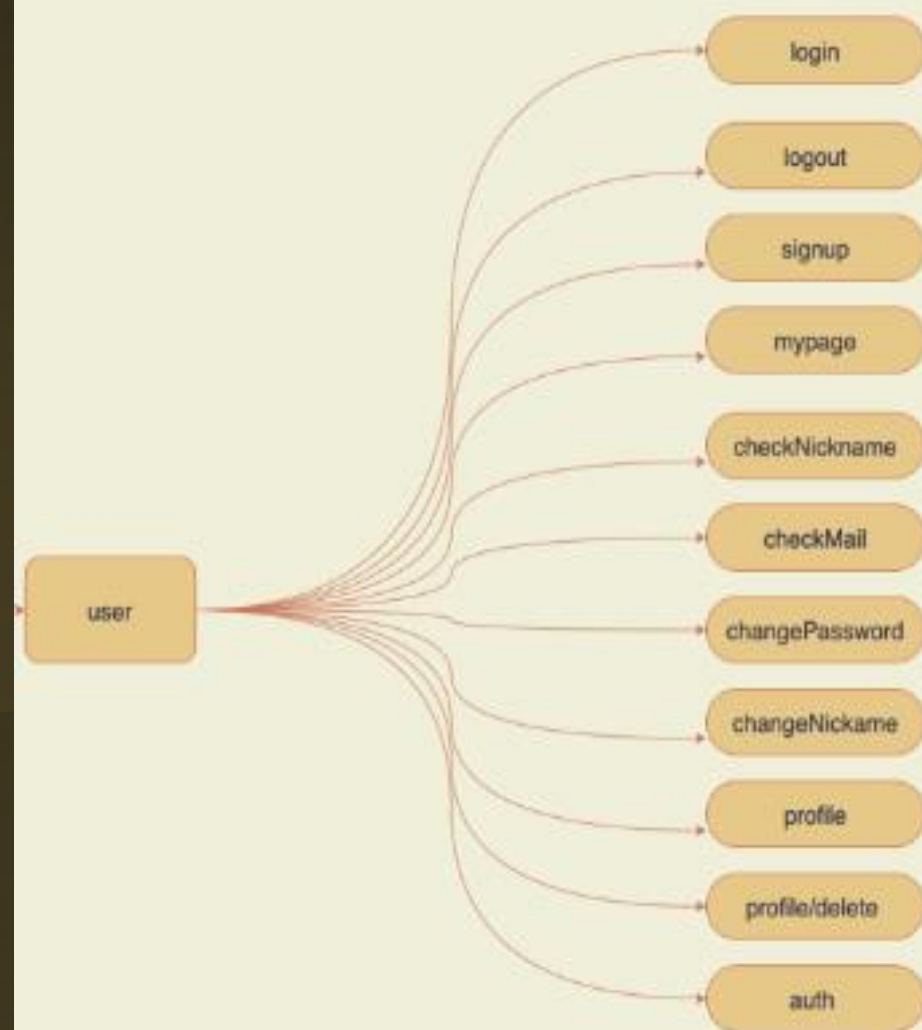 login
logout
signup
mypage
checkNickname
checkMail
user
changePassword
changeNickame
profile
profile/delete
auth